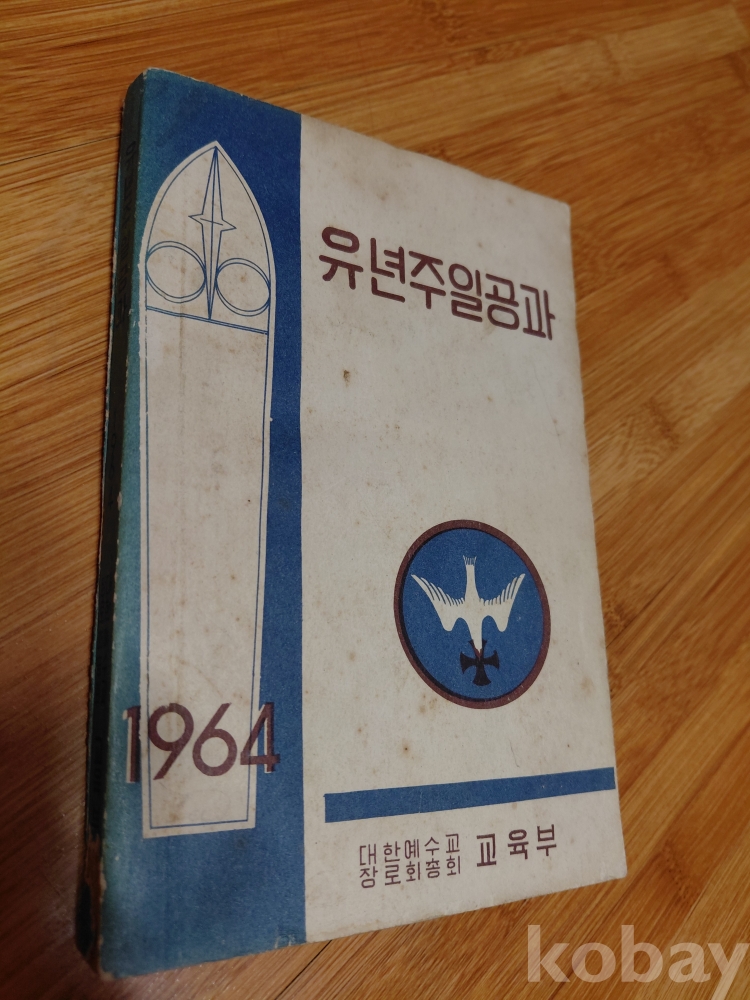 유년주일공과
1964
대한예수교
장로회총회 교육부
kobay